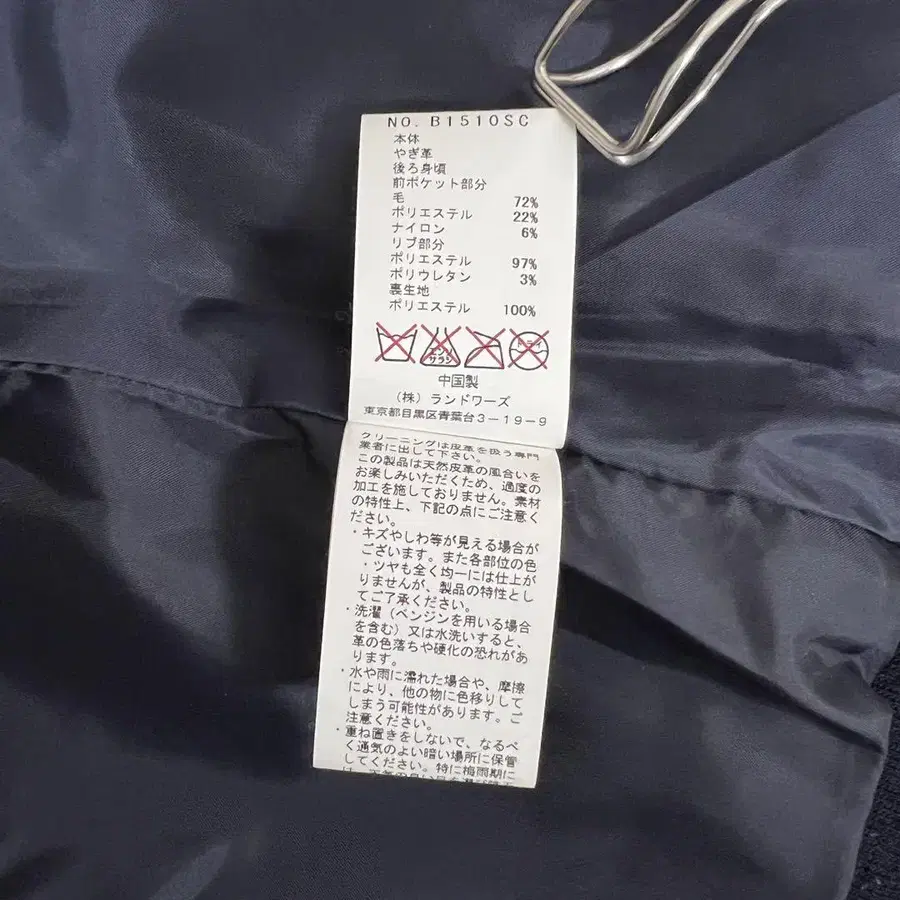 NO. B1510SC
本体
やぎ革
後ろ身頃
前ポケット部分
毛 72%
ポリエステル 22%
ナイロン 6%
リブ部分
ポリエステル 97%
ポリウレタン 3%
裏生地
ポリエステル 100%
エンソ サラシ ドライ
中国製
(株) ランドワーズ
東京都目黒区青葉台3-19-9
クリーニングは皮革を扱う専門
業者に出して下さい。
この製品は天然皮革の風合いを
お楽しみいただくため、過度の
加工を施しておりません。素材
の特性上、下記の点にご注意く
ださい。
・キズやしわ等が見える場合が
ございます。また各部位の色
・ツヤも全く均一には仕上が
りませんが、製品の特性とし
てご了承ください。
・洗濯(ベンジンを用いる場合
を含む)又は水洗いすると、
革の色落ちや硬化の恐れがあ
ります。
・水や雨に濡れた場合や、摩擦
により、他の物に色移りして
しまう可能性があります。ご
注意ください。
・重ね置きをしないで、なるべ
く通気のよい暗い場所に保管
してください。特に梅雨期に